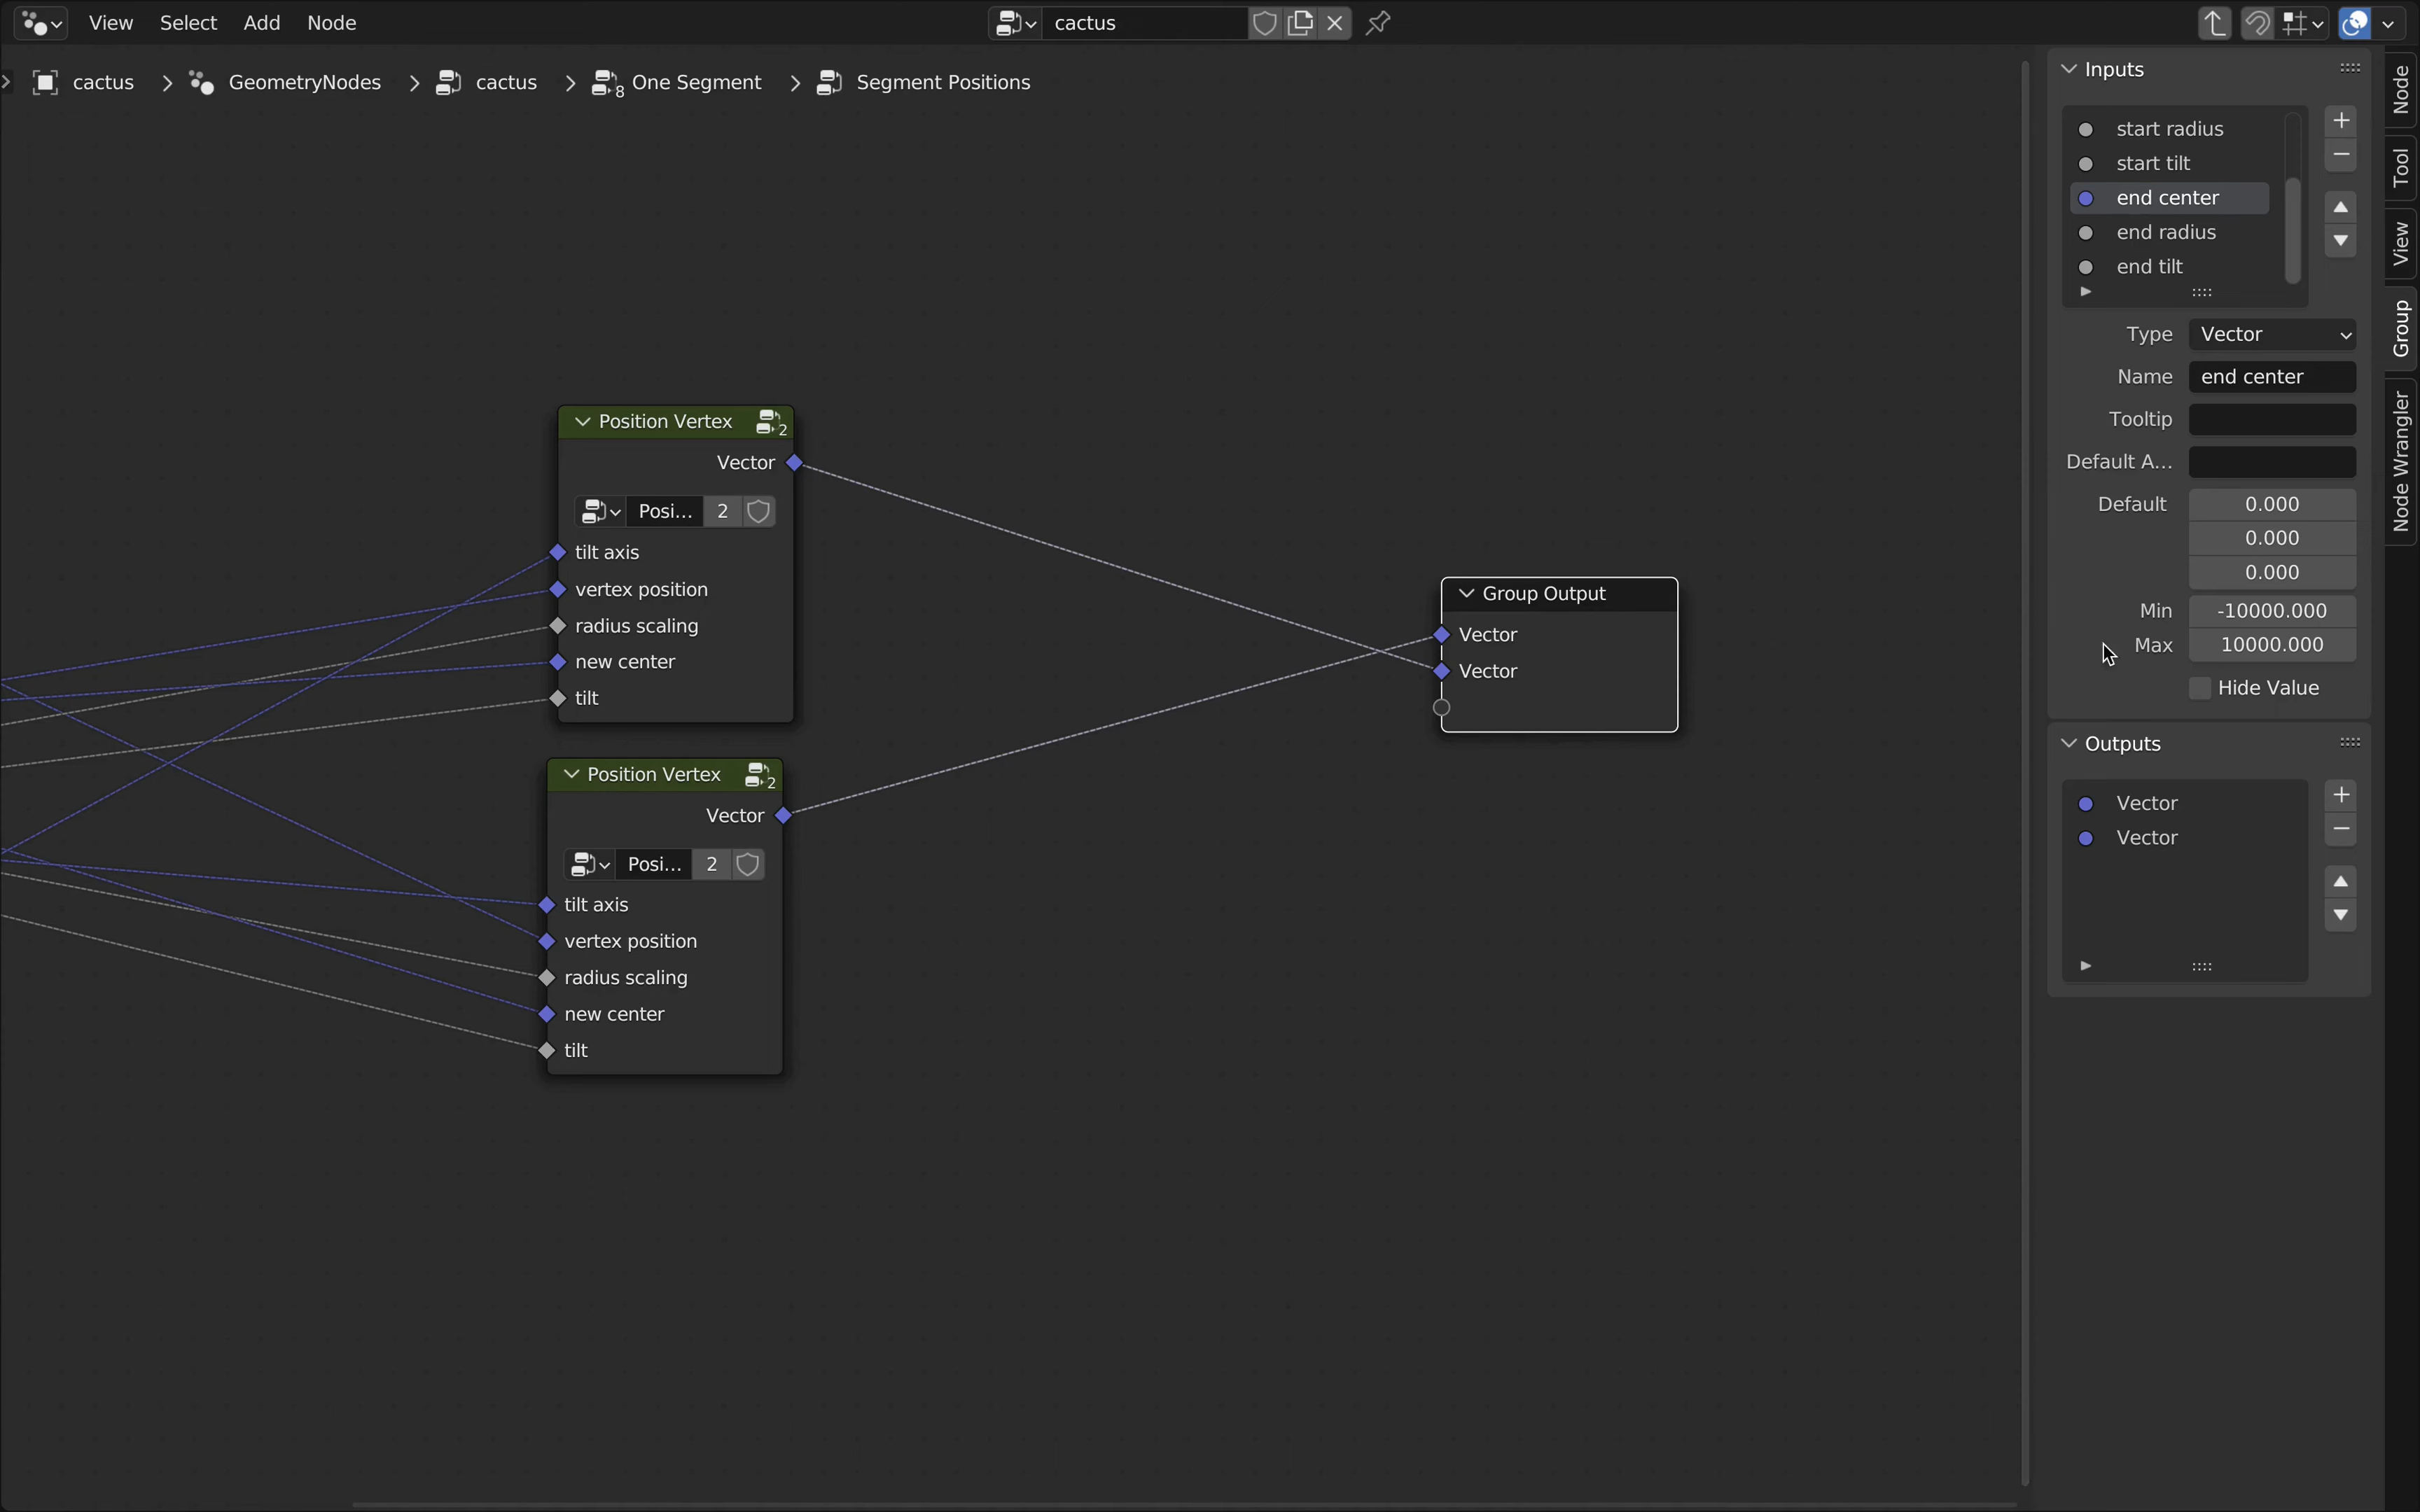 View Select Add Node cactus
cactus GeometryNodes cactus 8 One Segment Segment Positions
Position Vertex 2
Vector
Posi... 2
tilt axis
vertex position
radius scaling
new center
tilt
Position Vertex 2
Vector
Posi... 2
tilt axis
vertex position
radius scaling
new center
tilt
Group Output
Vector
Vector
Inputs
start radius
start tilt
end center
end radius
end tilt
Type Vector
Name end center
Tooltip
Default A...
Default 0.000
0.000
0.000
Min -10000.000
Max 10000.000
Hide Value
Outputs
Vector
Vector
Node
Tool
View
Group
Node Wrangler